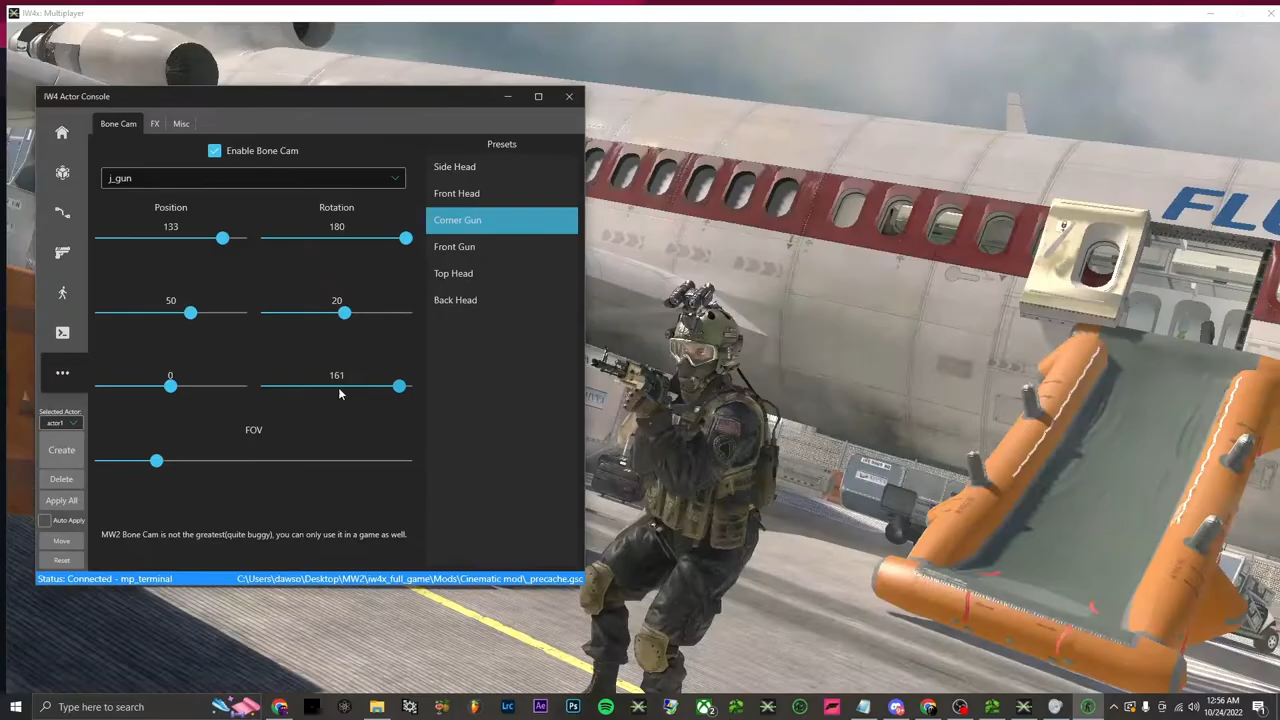 IW4x: Multiplayer
IW4 Actor Console
Bone Cam FX Misc
Enable Bone Cam
j_gun
Position Rotation
133 180
50 20
0 161
FOV
Presets
Side Head
Front Head
Corner Gun
Front Gun
Top Head
Back Head
Selected Actor:
actor1
Create
Delete
Apply All
Auto Apply
Move
Reset
MW2 Bone Cam is not the greatest(quite buggy), you can only use it in a game as well.
Status: Connected - mp_terminal C:\Users\dawso\Desktop\MW2\iw4x_full_game\Mods\Cinematic mod\_precache.gsc
FL
Type here to search
Lrc Ae Ps
12:56 AM
10/24/2022